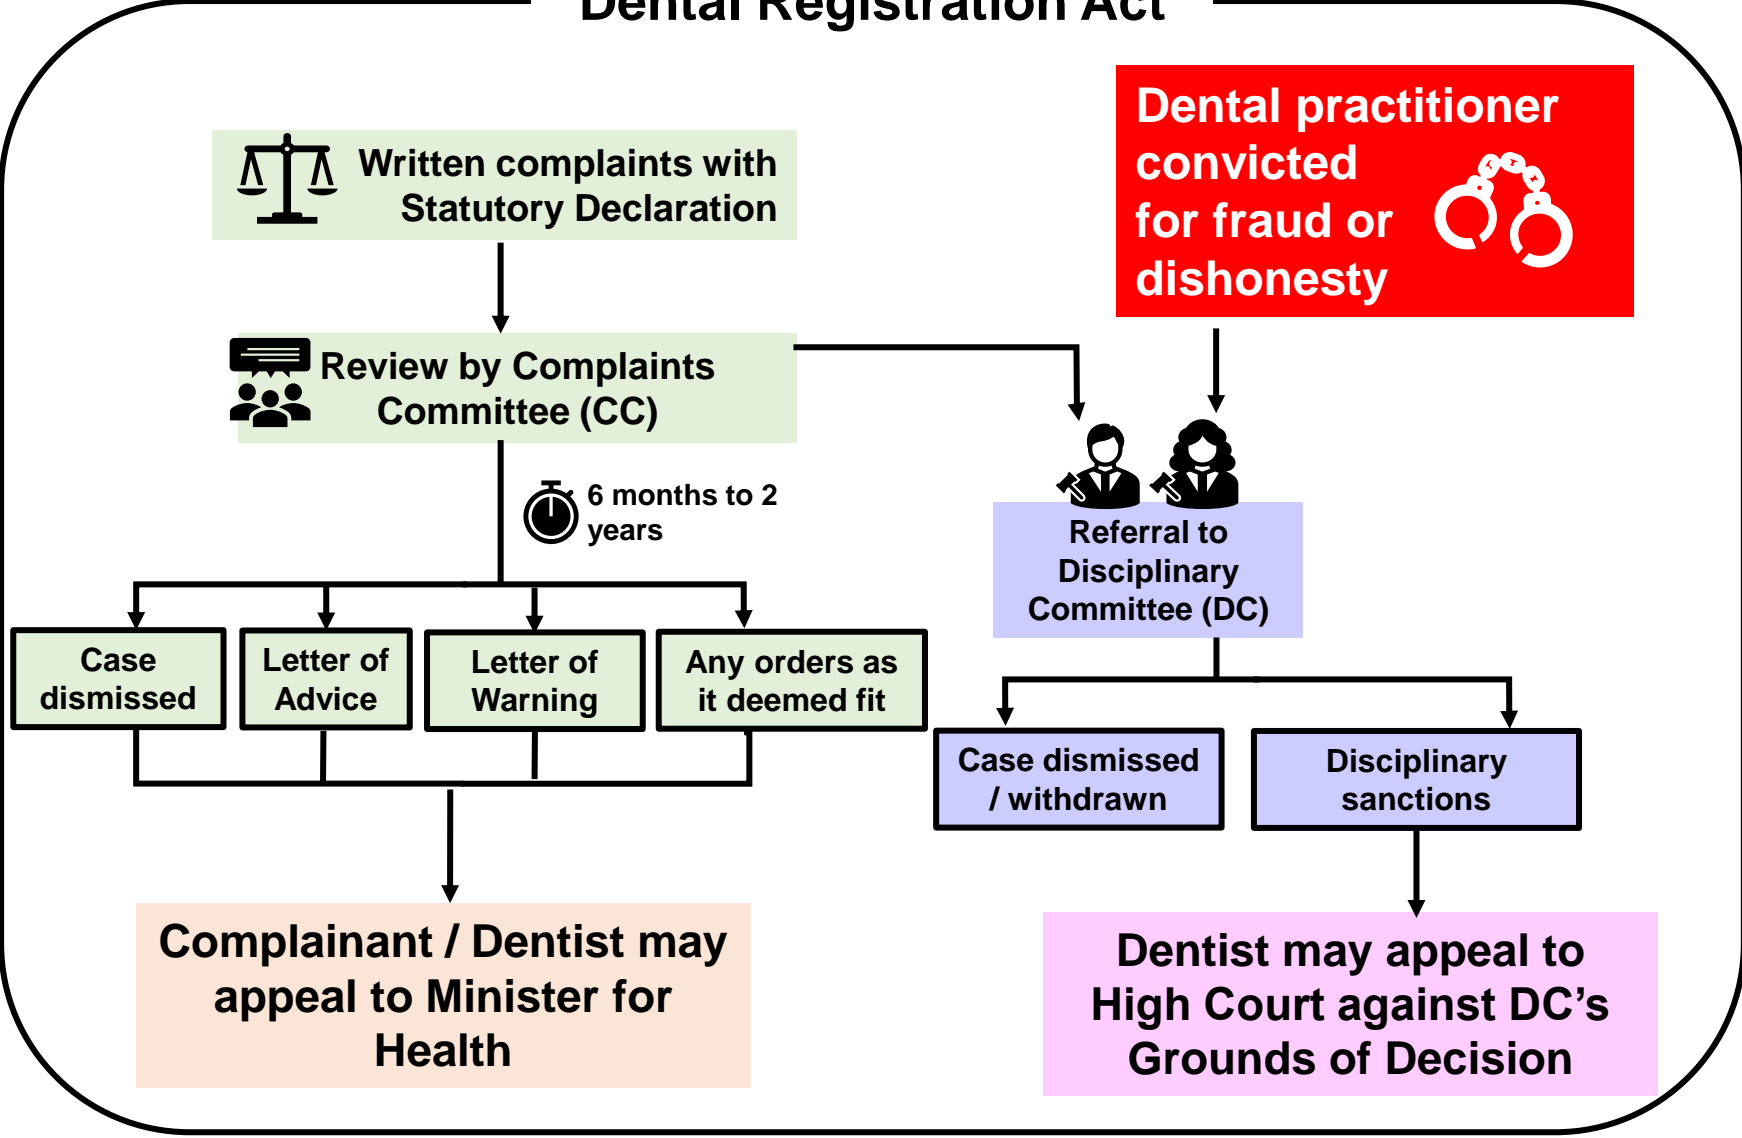 Dental Registration Act
Written complaints with
Statutory Declaration
Dental practitioner
convicted
for fraud or
dishonesty
Review by Complaints
Committee (CC)
6 months to 2
years
Referral to
Disciplinary
Committee (DC)
Case
dismissed
Letter of
Advice
Letter of
Warning
Any orders as
it deemed fit
Case dismissed
/ withdrawn
Disciplinary
sanctions
Complainant / Dentist may
appeal to Minister for
Health
Dentist may appeal to
High Court against DC’s
Grounds of Decision